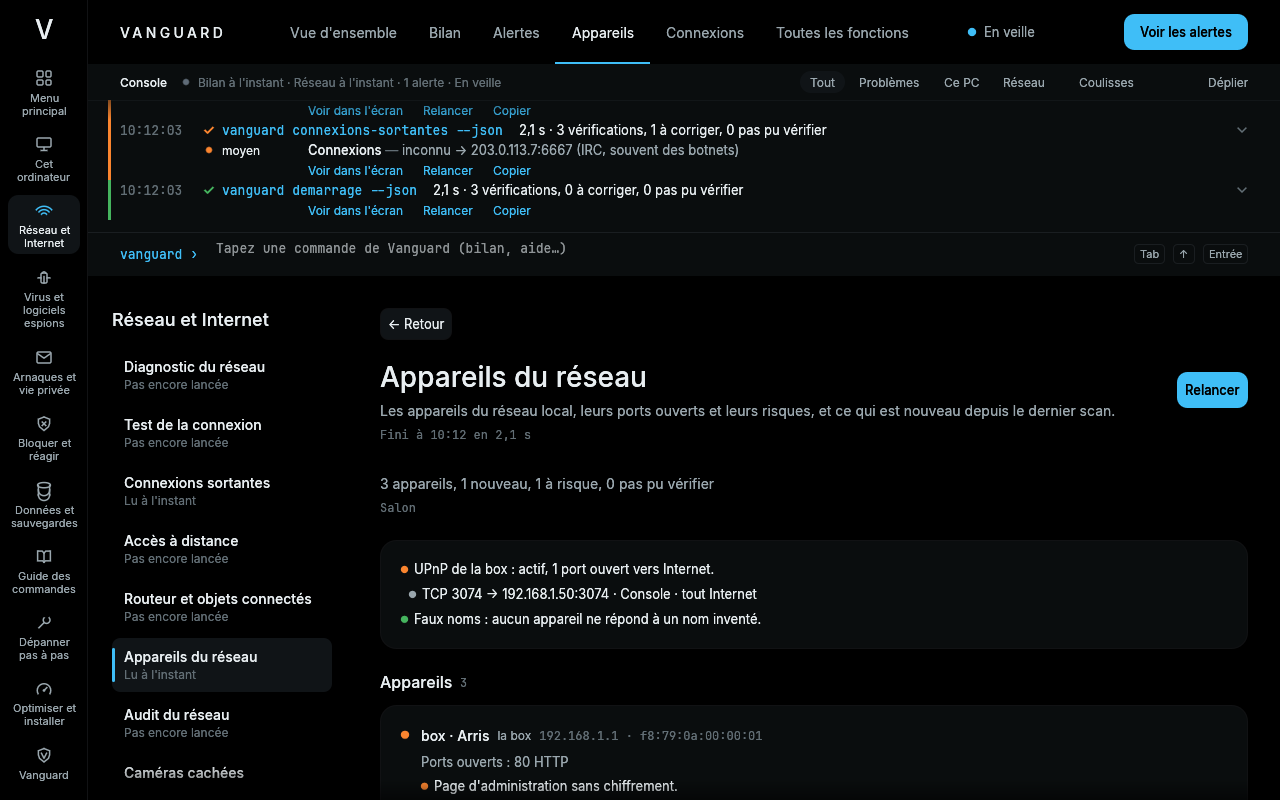 V
Menu
principal
Cet
ordinateur
Réseau et
Internet
Virus et
logiciels
espions
Arnaques et
vie privée
Bloquer et
réagir
Données et
sauvegardes
Guide des
commandes
Dépanner
pas à pas
Optimiser et
installer
Vanguard
VANGUARD Vue d'ensemble Bilan Alertes Appareils Connexions Toutes les fonctions En veille Voir les alertes
Console Bilan à l'instant · Réseau à l'instant · 1 alerte · En veille Tout Problèmes Ce PC Réseau Coulisses Déplier
Voir dans l'écran Relancer Copier
10:12:03 vanguard connexions-sortantes --json 2,1 s · 3 vérifications, 1 à corriger, 0 pas pu vérifier
moyen Connexions — inconnu → 203.0.113.7:6667 (IRC, souvent des botnets)
Voir dans l'écran Relancer Copier
10:12:03 vanguard demarrage --json 2,1 s · 3 vérifications, 0 à corriger, 0 pas pu vérifier
Voir dans l'écran Relancer Copier
vanguard › Tapez une commande de Vanguard (bilan, aide…) Tab ↑ Entrée
Réseau et Internet
Diagnostic du réseau
Pas encore lancée
Test de la connexion
Pas encore lancée
Connexions sortantes
Lu à l'instant
Accès à distance
Pas encore lancée
Routeur et objets connectés
Pas encore lancée
Appareils du réseau
Lu à l'instant
Audit du réseau
Pas encore lancée
Caméras cachées
← Retour
Appareils du réseau
Relancer
Les appareils du réseau local, leurs ports ouverts et leurs risques, et ce qui est nouveau depuis le dernier scan.
Fini à 10:12 en 2,1 s
3 appareils, 1 nouveau, 1 à risque, 0 pas pu vérifier
Salon
UPnP de la box : actif, 1 port ouvert vers Internet.
TCP 3074 → 192.168.1.50:3074 · Console · tout Internet
Faux noms : aucun appareil ne répond à un nom inventé.
Appareils 3
box · Arris la box 192.168.1.1 · f8:79:0a:00:00:01
Ports ouverts : 80 HTTP
Page d'administration sans chiffrement.